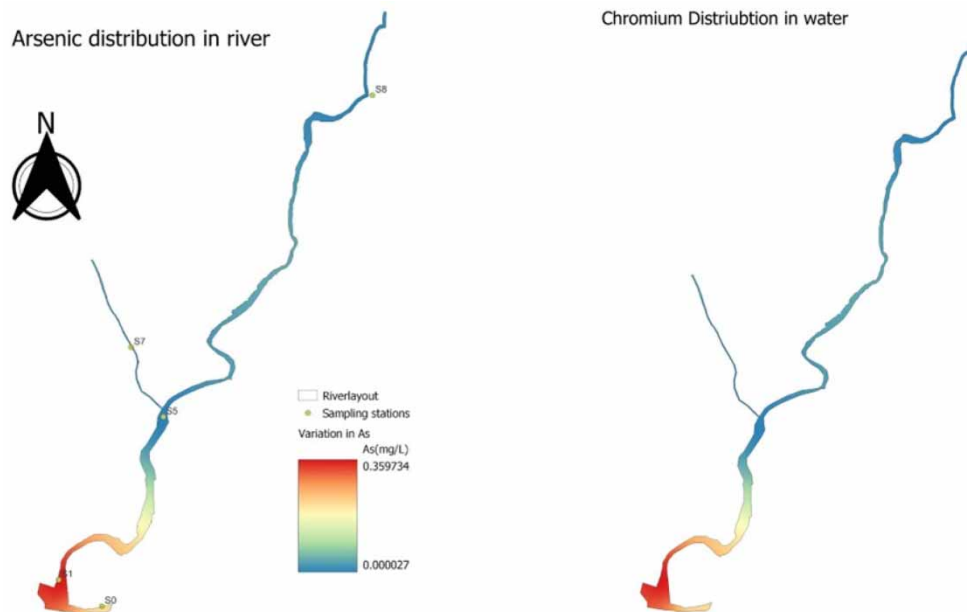 Arsenic distribution in river
Chromium Distriubtion in water
N
S8
S7
S5
Riverlayout
Sampling stations
Variation in As
As(mg/L)
0.359734
0.000027
S1
S0